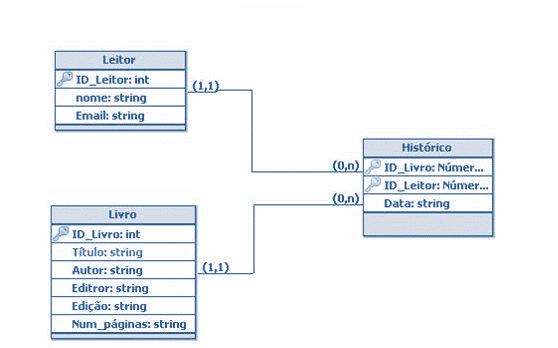 Leitor
ID_Leitor: int
nome: string
Email: string
(1,1)
Histórico
(0,n)
ID_Livro: Númer...
ID_Leitor: Númer...
(0,n)
Data: string
Livro
ID_Livro: int
Título: string
Autor: string
(1,1)
Editror: string
Edição: string
Num_páginas: string